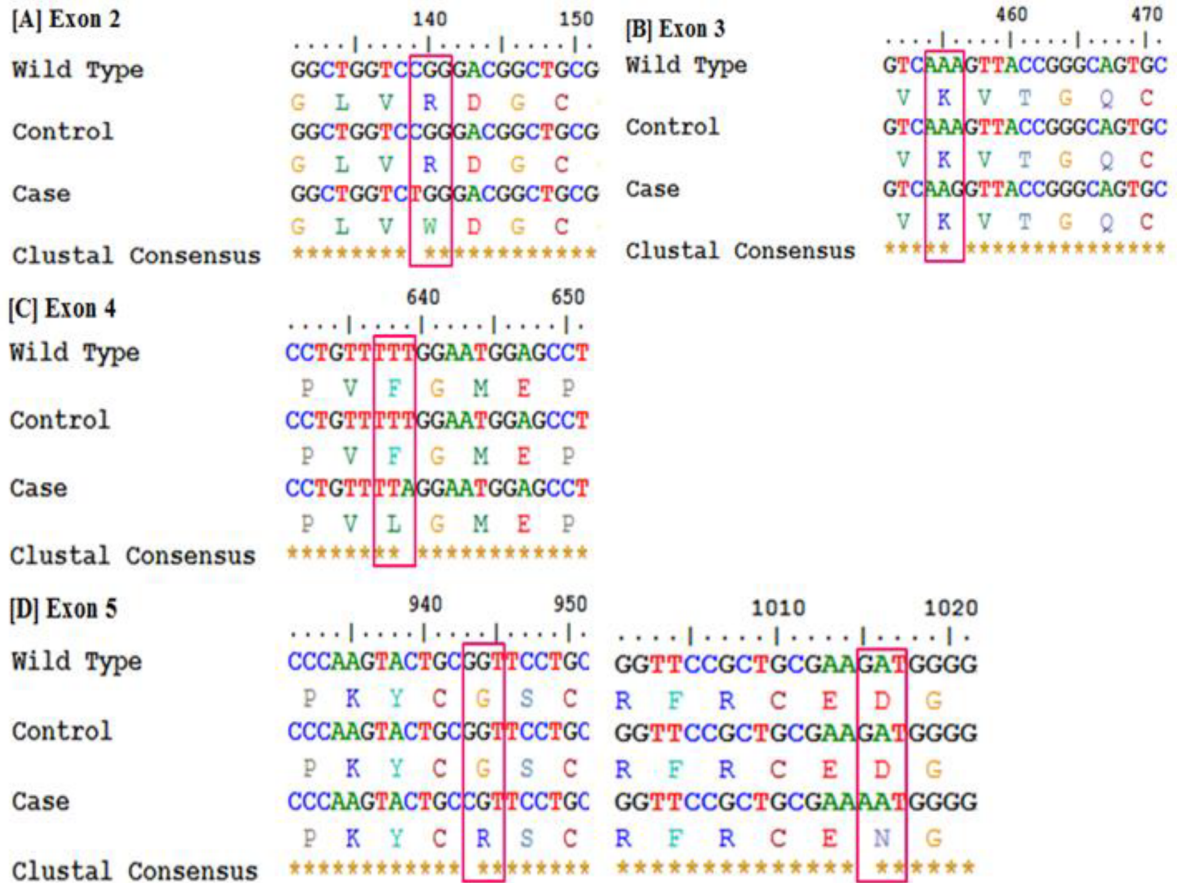 [A] Exon 2
140 150
....|....|....|....|.
Wild Type GGCTGGTCCGGGACGGCTGCG
G L V R D G C
Control GGCTGGTCCGGGACGGCTGCG
G L V R D G C
Case GGCTGGTCTGGGACGGCTGCG
G L V W D G C
Clustal Consensus ******** ************
[B] Exon 3
460 470
....|....|....|....|.
Wild Type GTCAAAGTTACCGGGCAGTGC
V K V T G Q C
Control GTCAAAGTTACCGGGCAGTGC
V K V T G Q C
Case GTCAAGGTTACCGGGCAGTGC
V K V T G Q C
Clustal Consensus ***** ***************
[C] Exon 4
640 650
....|....|....|....|.
Wild Type CCTGTTTTTGGAATGGAGCCT
P V F G M E P
Control CCTGTTTTTGGAATGGAGCCT
P V F G M E P
Case CCTGTTTTAGGAATGGAGCCT
P V L G M E P
Clustal Consensus ******** ************
[D] Exon 5
940 950 1010 1020
....|....|....|....|. ....|....|....|....|.
Wild Type CCCAAGTACTGCGGTTCCTGC GGTTCCGCTGCGAAGATGGGG
P K Y C G S C R F R C E D G
Control CCCAAGTACTGCGGTTCCTGC GGTTCCGCTGCGAAGATGGGG
P K Y C G S C R F R C E D G
Case CCCAAGTACTGCCGTTCCTGC GGTTCCGCTGCGAAAATGGGG
P K Y C R S C R F R C E N G
Clustal Consensus ************ ******** ************** ******